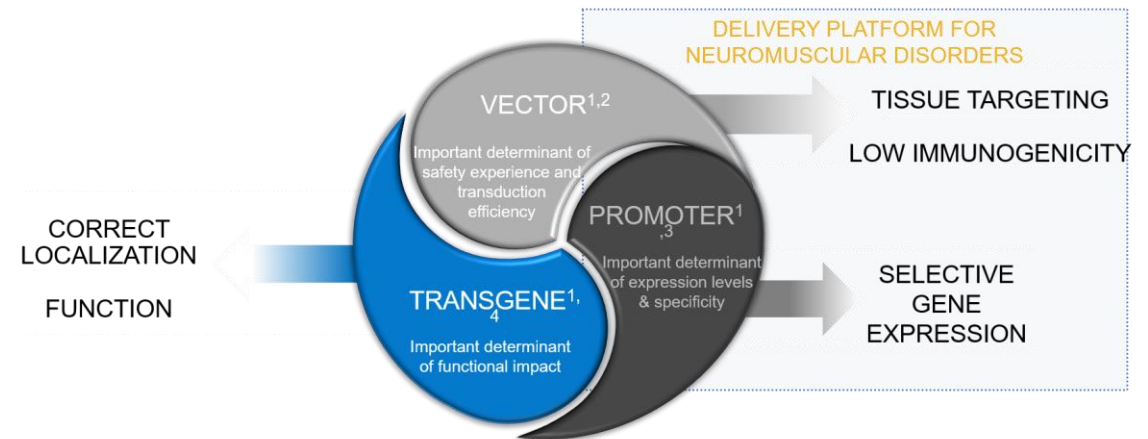 DELIVERY PLATFORM FOR
NEUROMUSCULAR DISORDERS
VECTOR1,2
Important determinant of
safety experience and
transduction
efficiency
TISSUE TARGETING
LOW IMMUNOGENICITY
PROMOTER1
,3
Important determinant
of expression levels
& specificity
SELECTIVE
GENE
EXPRESSION
CORRECT
LOCALIZATION
FUNCTION
TRANSGENE1,
4
Important determinant
of functional impact